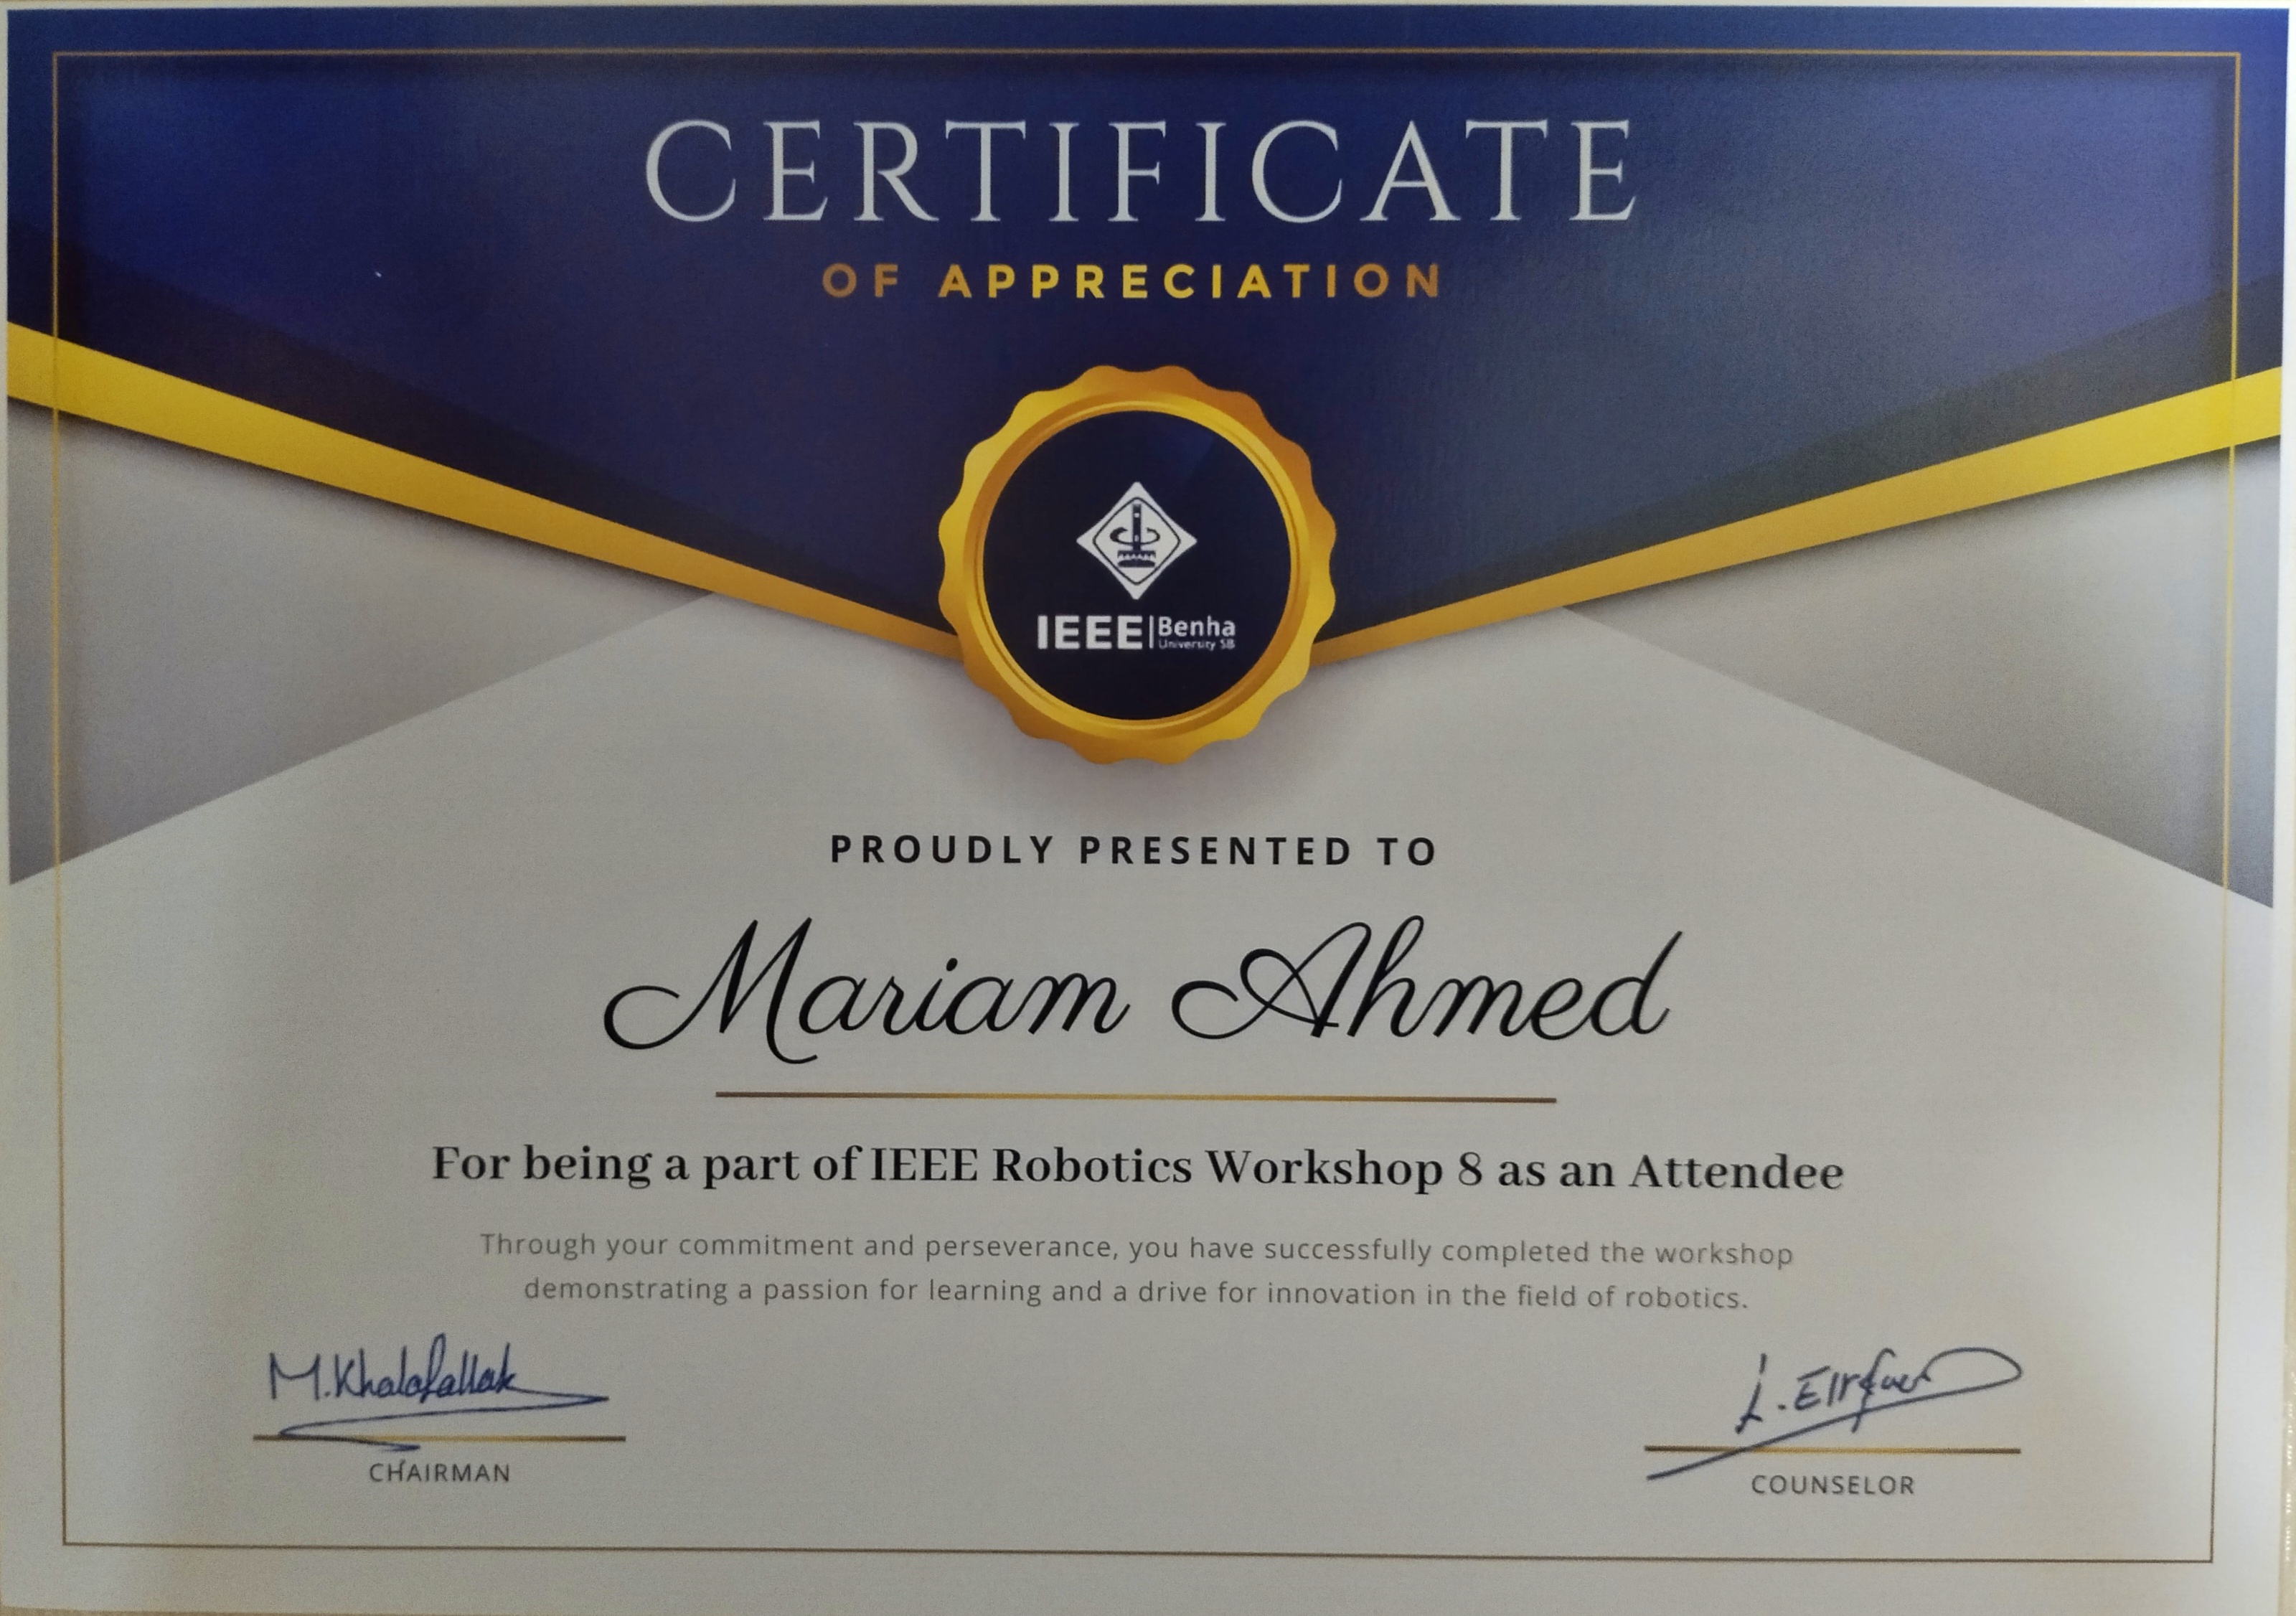 CERTIFICATE
OF APPRECIATION
IEEE Benha
University SB
PROUDLY PRESENTED TO
Mariam Ahmed
For being a part of IEEE Robotics Workshop 8 as an Attendee
Through your commitment and perseverance, you have successfully completed the workshop
demonstrating a passion for learning and a drive for innovation in the field of robotics.
M.Khalafallah
CHAIRMAN
COUNSELOR